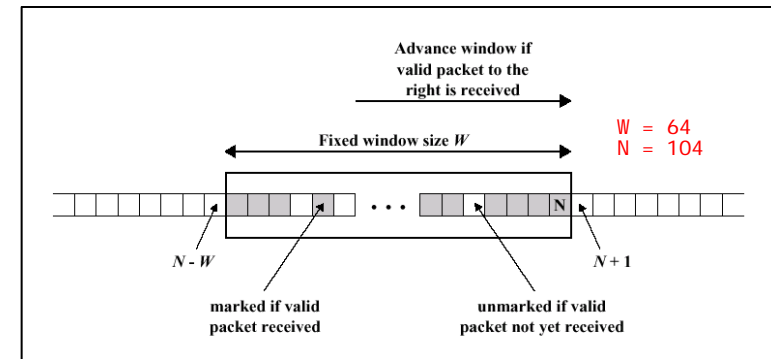 Advance window if
valid packet to the
right is received
W = 64
N = 104
Fixed window size W
• • •
N
N - W
N + 1
marked if valid
packet received
unmarked if valid
packet not yet received